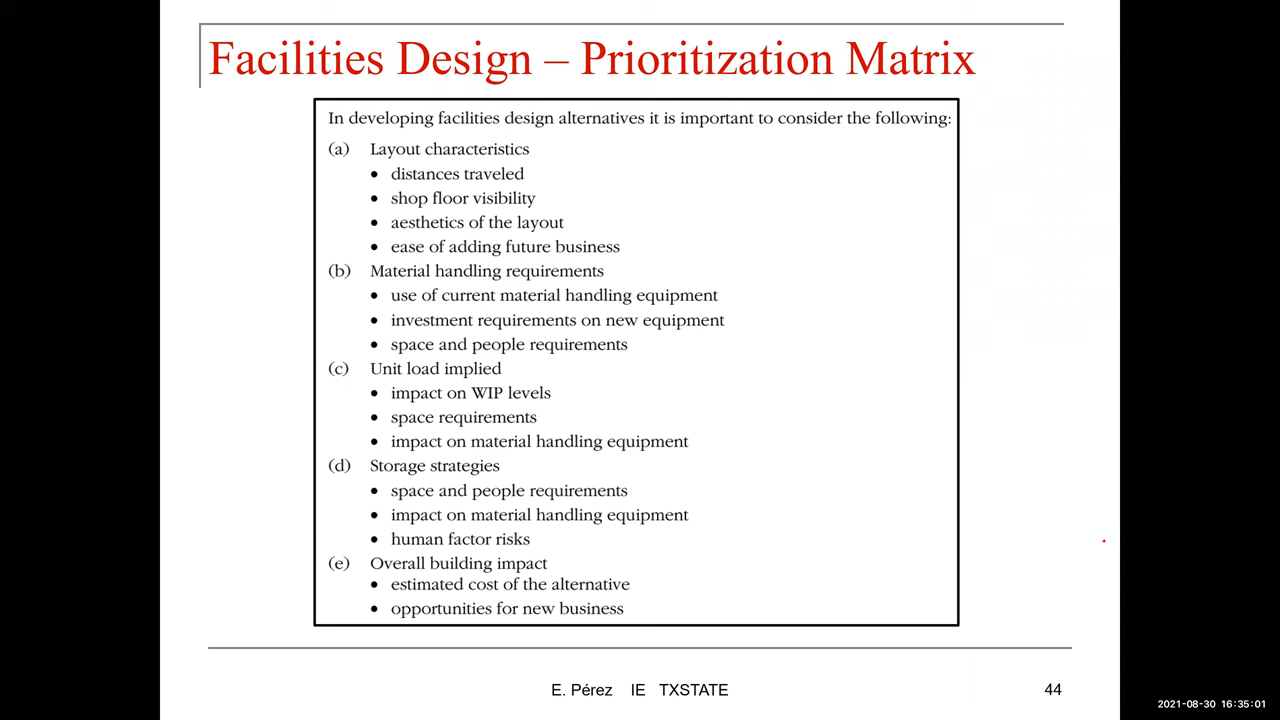 Facilities Design – Prioritization Matrix
In developing facilities design alternatives it is important to consider the following:
(a) Layout characteristics
• distances traveled
• shop floor visibility
• aesthetics of the layout
• ease of adding future business
(b) Material handling requirements
• use of current material handling equipment
• investment requirements on new equipment
• space and people requirements
(c) Unit load implied
• impact on WIP levels
• space requirements
• impact on material handling equipment
(d) Storage strategies
• space and people requirements
• impact on material handling equipment
• human factor risks
(e) Overall building impact
• estimated cost of the alternative
• opportunities for new business
E. Pérez IE TXSTATE 44
2021-08-30 16:35:01